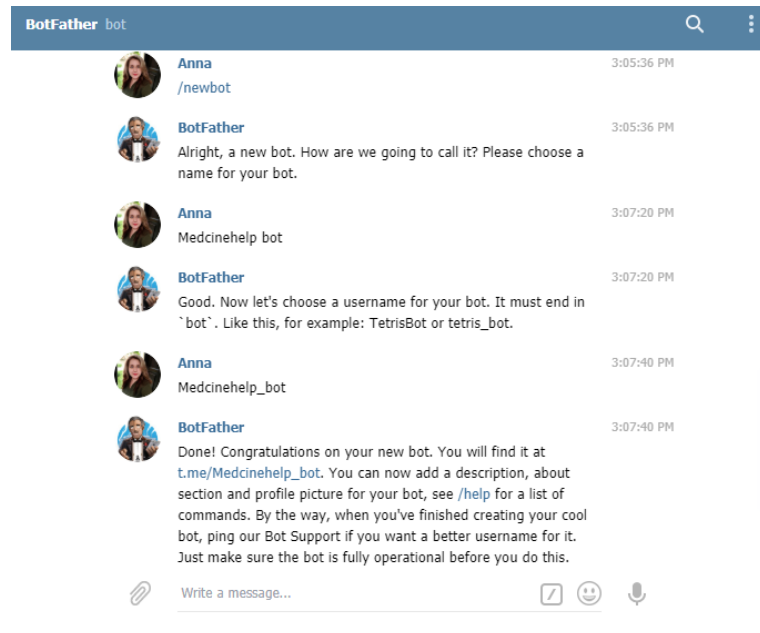 BotFather bot
Anna 3:05:36 PM
/newbot
BotFather 3:05:36 PM
Alright, a new bot. How are we going to call it? Please choose a
name for your bot.
Anna 3:07:20 PM
Medcinehelp bot
BotFather 3:07:20 PM
Good. Now let's choose a username for your bot. It must end in
`bot`. Like this, for example: TetrisBot or tetris_bot.
Anna 3:07:40 PM
Medcinehelp_bot
BotFather 3:07:40 PM
Done! Congratulations on your new bot. You will find it at
t.me/Medcinehelp_bot. You can now add a description, about
section and profile picture for your bot, see /help for a list of
commands. By the way, when you've finished creating your cool
bot, ping our Bot Support if you want a better username for it.
Just make sure the bot is fully operational before you do this.
Write a message...